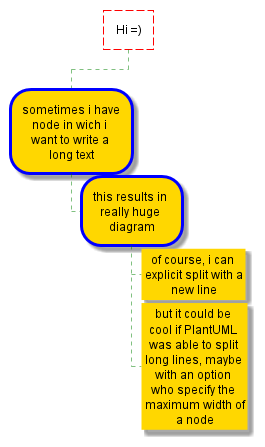 Hi =)
sometimes i have
node in wich i
want to write a
long text
this results in
really huge
diagram
of course, i can
explicit split with a
new line
but it could be
cool if PlantUML
was able to split
long lines, maybe
with an option
who specify the
maximum width of
a node